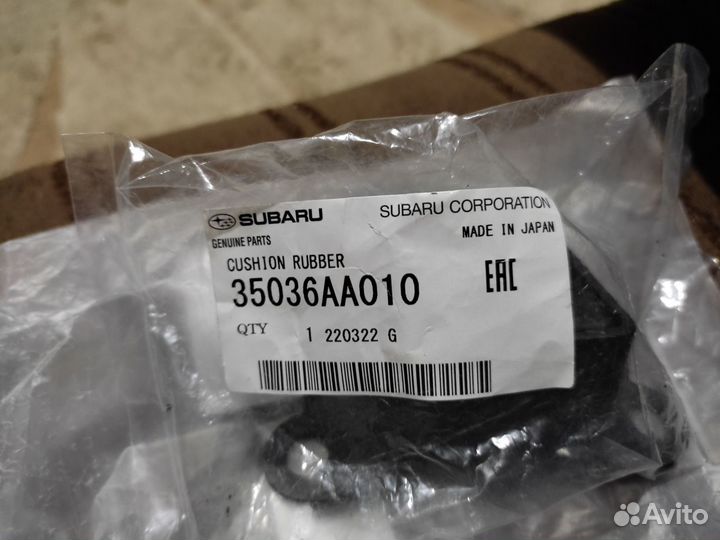 SUBARU SUBARU CORPORATION
GENUINE PARTS MADE IN JAPAN
CUSHION RUBBER
35036AA010 EAC
QTY 1 220322 G
Avito